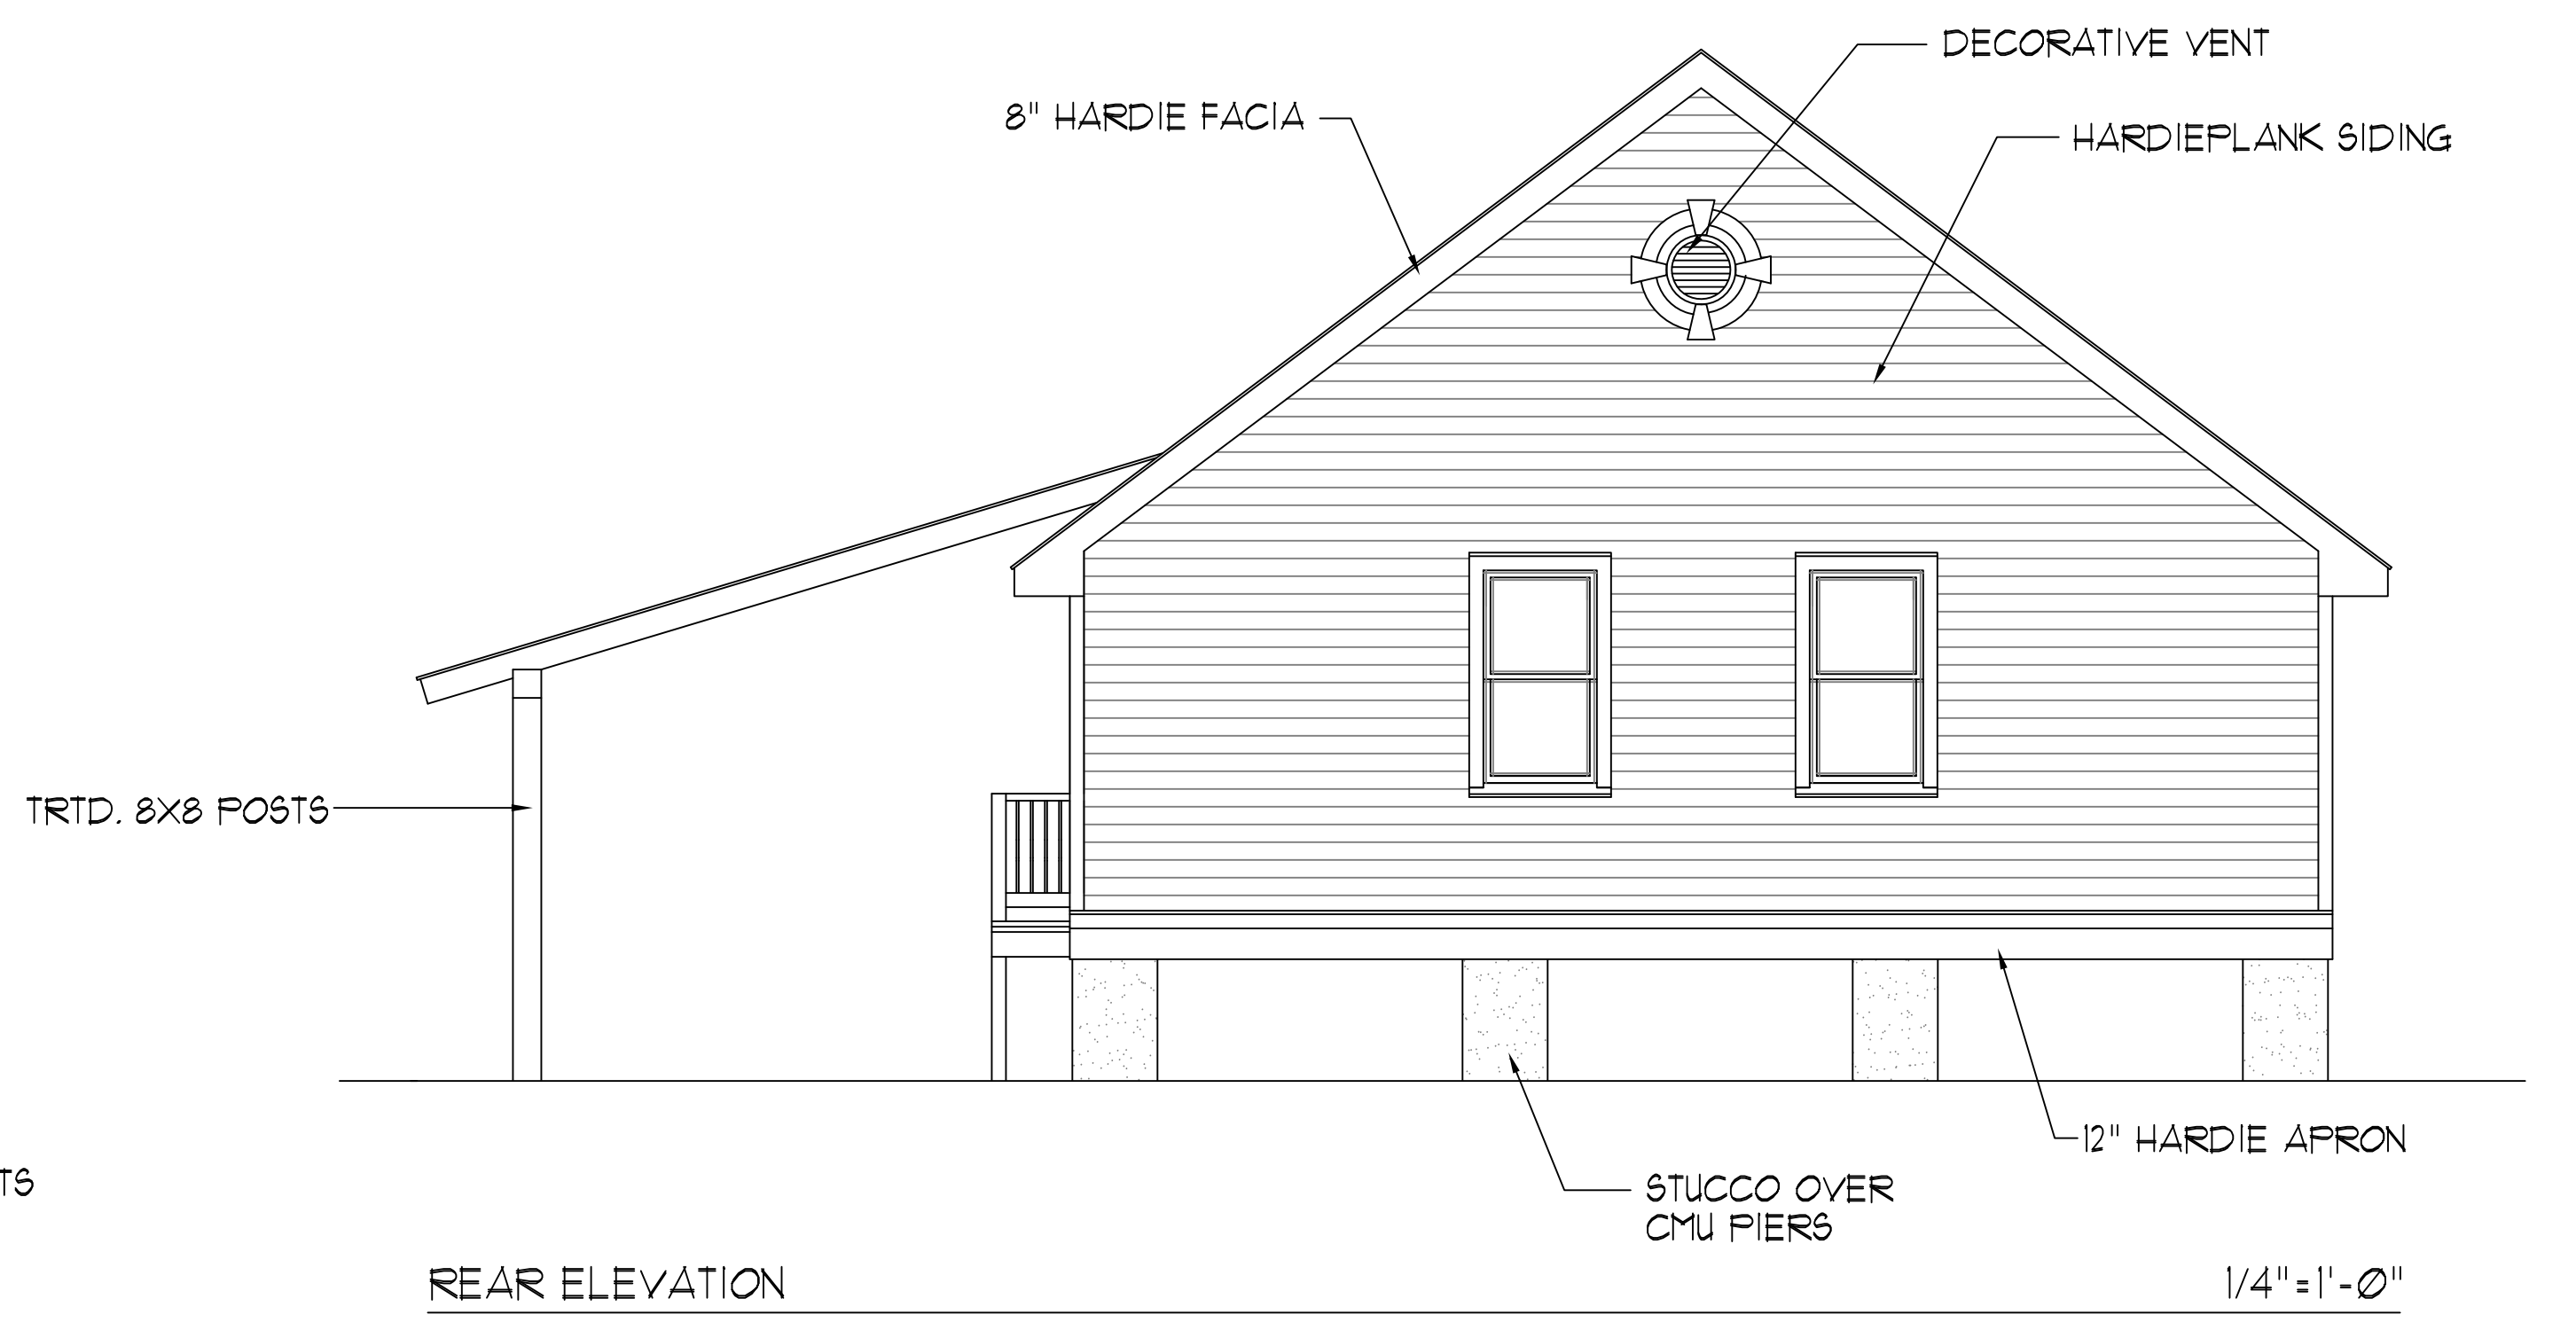 DECORATIVE VENT
8" HARDIE FACIA
HARDIEPLANK SIDING
TRTD. 8X8 POSTS
12" HARDIE APRON
TS
STUCCO OVER
CMU PIERS
REAR ELEVATION
1/4"=1'-0"